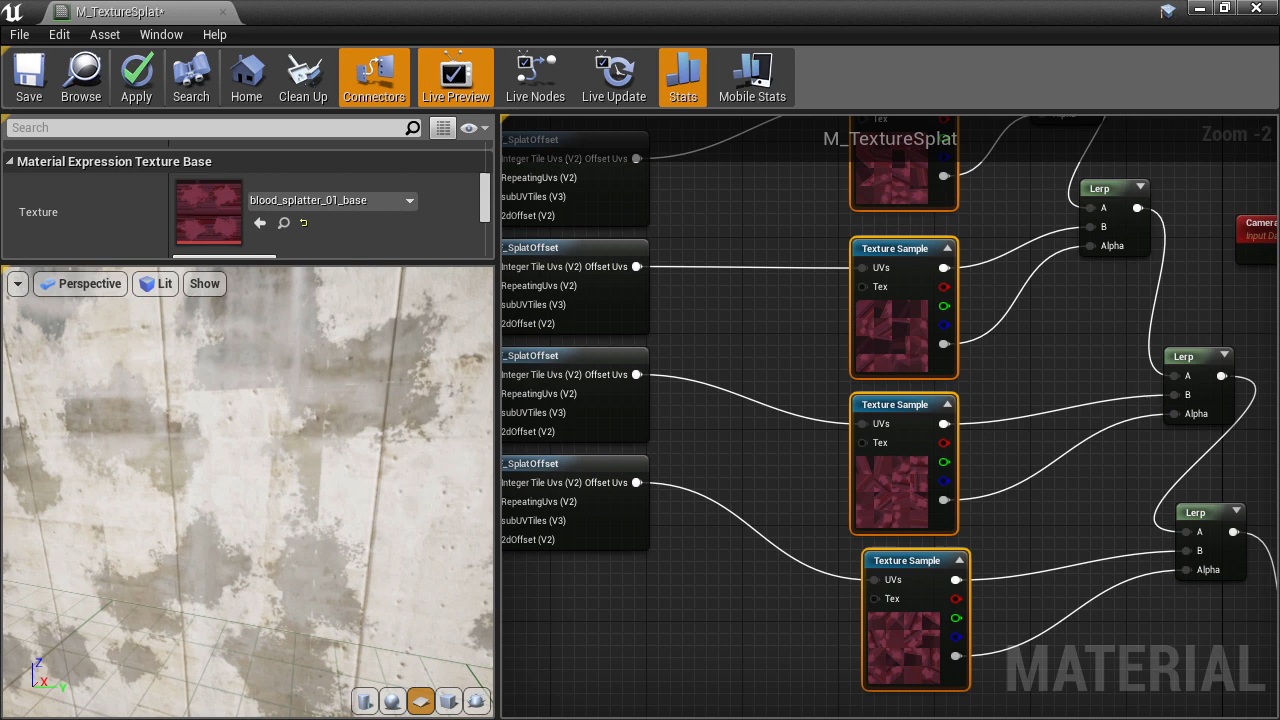 M_TextureSplat*
File Edit Asset Window Help
Save Browse Apply Search Home Clean Up Connectors Live Preview Live Nodes Live Update Stats Mobile Stats
Search
Material Expression Texture Base
Texture
blood_splatter_01_base
Perspective Lit Show
Z
X
Y
M_TextureSplat
Zoom -2
_SplatOffset
Integer Tile Uvs (V2) Offset Uvs
RepeatingUvs (V2)
subUVTiles (V3)
2dOffset (V2)
_SplatOffset
Integer Tile Uvs (V2) Offset Uvs
RepeatingUvs (V2)
subUVTiles (V3)
2dOffset (V2)
_SplatOffset
Integer Tile Uvs (V2) Offset Uvs
RepeatingUvs (V2)
subUVTiles (V3)
2dOffset (V2)
_SplatOffset
Integer Tile Uvs (V2) Offset Uvs
RepeatingUvs (V2)
subUVTiles (V3)
2dOffset (V2)
Tex
Texture Sample
UVs
Tex
Texture Sample
UVs
Tex
Texture Sample
UVs
Tex
Alpha
Lerp
A
B
Alpha
Lerp
A
B
Alpha
Lerp
A
B
Alpha
Camera
Input Da
MATERIAL